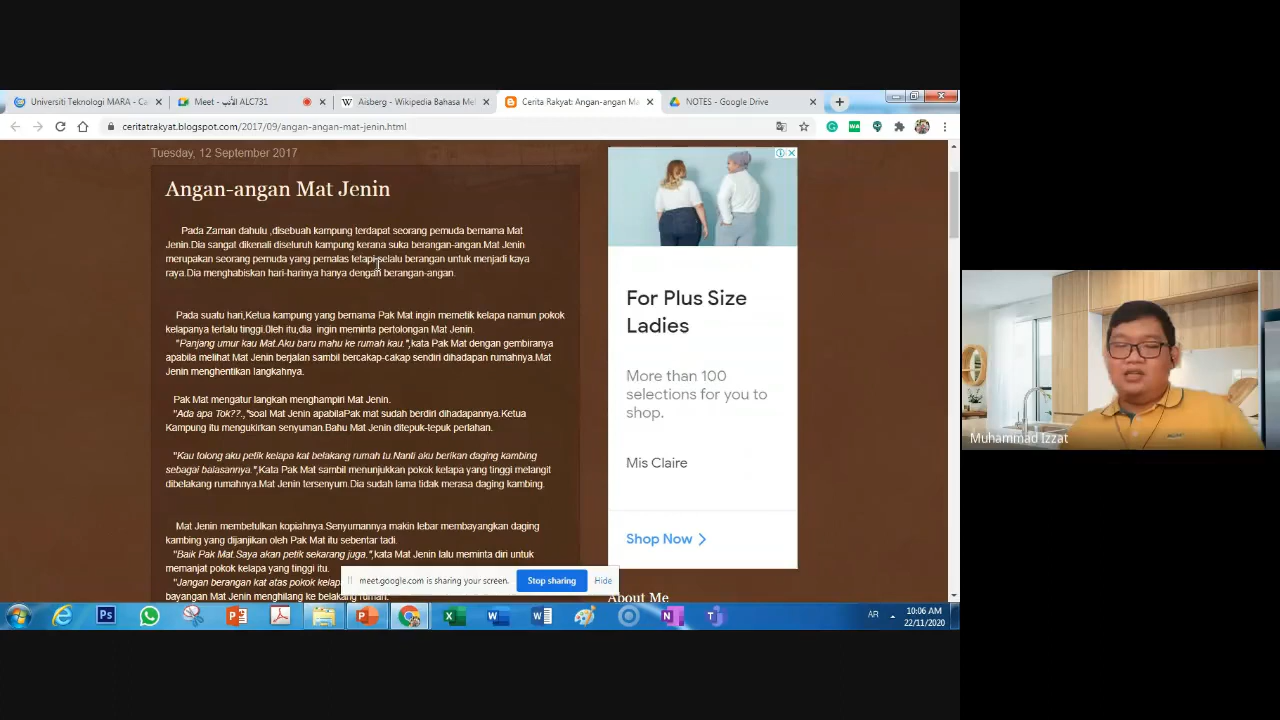 Universiti Teknologi MARA - Ca
Meet - الأدب ALC731
Aisberg - Wikipedia Bahasa Mel
Cerita Rakyat: Angan-angan Ma
NOTES - Google Drive
ceritatrakyat.blogspot.com/2017/09/angan-angan-mat-jenin.html
Tuesday, 12 September 2017
Angan-angan Mat Jenin
Pada Zaman dahulu ,disebuah kampung terdapat seorang pemuda bernama Mat
Jenin.Dia sangat dikenali diseluruh kampung kerana suka berangan-angan.Mat Jenin
merupakan seorang pemuda yang pemalas tetapi selalu berangan untuk menjadi kaya
raya.Dia menghabiskan hari-harinya hanya dengan berangan-angan.
Pada suatu hari,Ketua kampung yang bernama Pak Mat ingin memetik kelapa namun pokok
kelapanya terlalu tinggi.Oleh itu,dia ingin meminta pertolongan Mat Jenin.
"Panjang umur kau Mat.Aku baru mahu ke rumah kau.",kata Pak Mat dengan gembiranya
apabila melihat Mat Jenin berjalan sambil bercakap-cakap sendiri dihadapan rumahnya.Mat
Jenin menghentikan langkahnya.
Pak Mat mengatur langkah menghampiri Mat Jenin.
"Ada apa Tok??.,"soal Mat Jenin apabilaPak mat sudah berdiri dihadapannya.Ketua
Kampung itu mengukirkan senyuman.Bahu Mat Jenin ditepuk-tepuk perlahan.
"Kau tolong aku petik kelapa kat belakang rumah tu.Nanti aku berikan daging kambing
sebagai balasannya.",Kata Pak Mat sambil menunjukkan pokok kelapa yang tinggi melangit
dibelakang rumahnya.Mat Jenin tersenyum.Dia sudah lama tidak merasa daging kambing.
Mat Jenin membetulkan kopiahnya.Senyumannya makin lebar membayangkan daging
kambing yang dijanjikan oleh Pak Mat itu sebentar tadi.
"Baik Pak Mat.Saya akan petik sekarang juga.",kata Mat Jenin lalu meminta diri untuk
memanjat pokok kelapa yang tinggi itu.
"Jangan berangan kat atas pokok kelapa
bayangan Mat Jenin menghilang ke belakang rumah.
For Plus Size
Ladies
More than 100
selections for you to
shop.
Mis Claire
Shop Now
About Me
meet.google.com is sharing your screen.
Stop sharing
Hide
AR
10:06 AM
22/11/2020
Muhammad Izzat